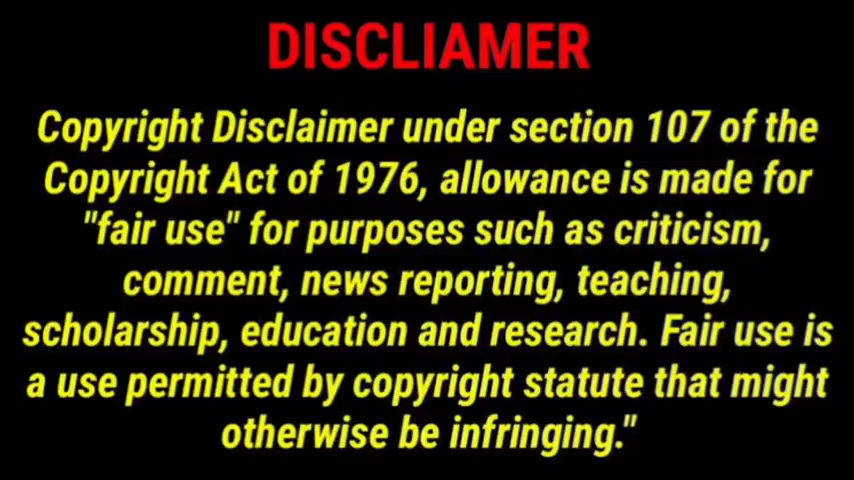 DISCLIAMER
Copyright Disclaimer under section 107 of the
Copyright Act of 1976, allowance is made for
"fair use" for purposes such as criticism,
comment, news reporting, teaching,
scholarship, education and research. Fair use is
a use permitted by copyright statute that might
otherwise be infringing."